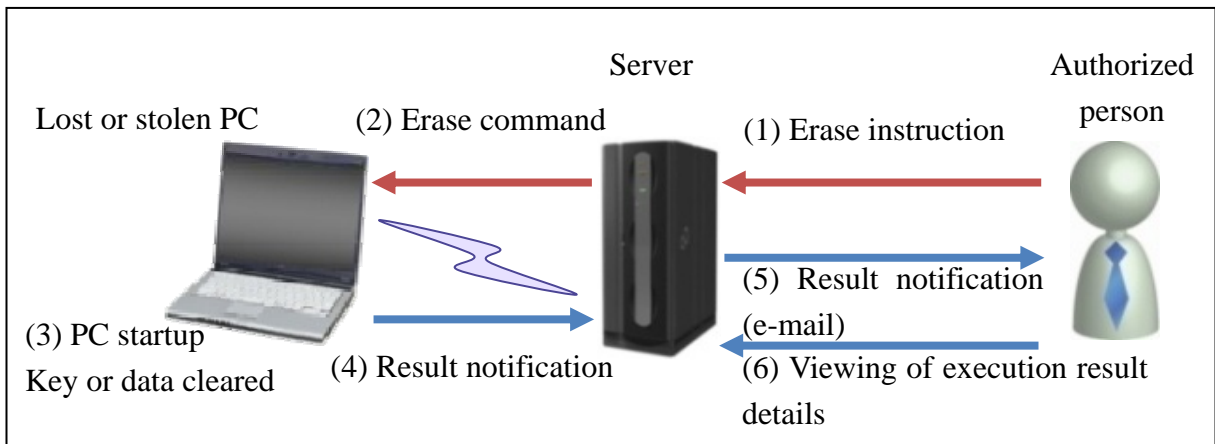 Server
Authorized
person
Lost or stolen PC
(2) Erase command
(1) Erase instruction
(5) Result notification
(e-mail)
(3) PC startup
Key or data cleared
(4) Result notification
(6) Viewing of execution result
details